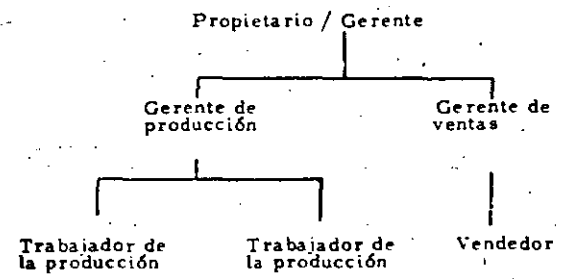 Propietario / Gerente
Gerente de
producción
Gerente de
ventas
Trabajador de
la producción
Trabajador de
la producción
Vendedor